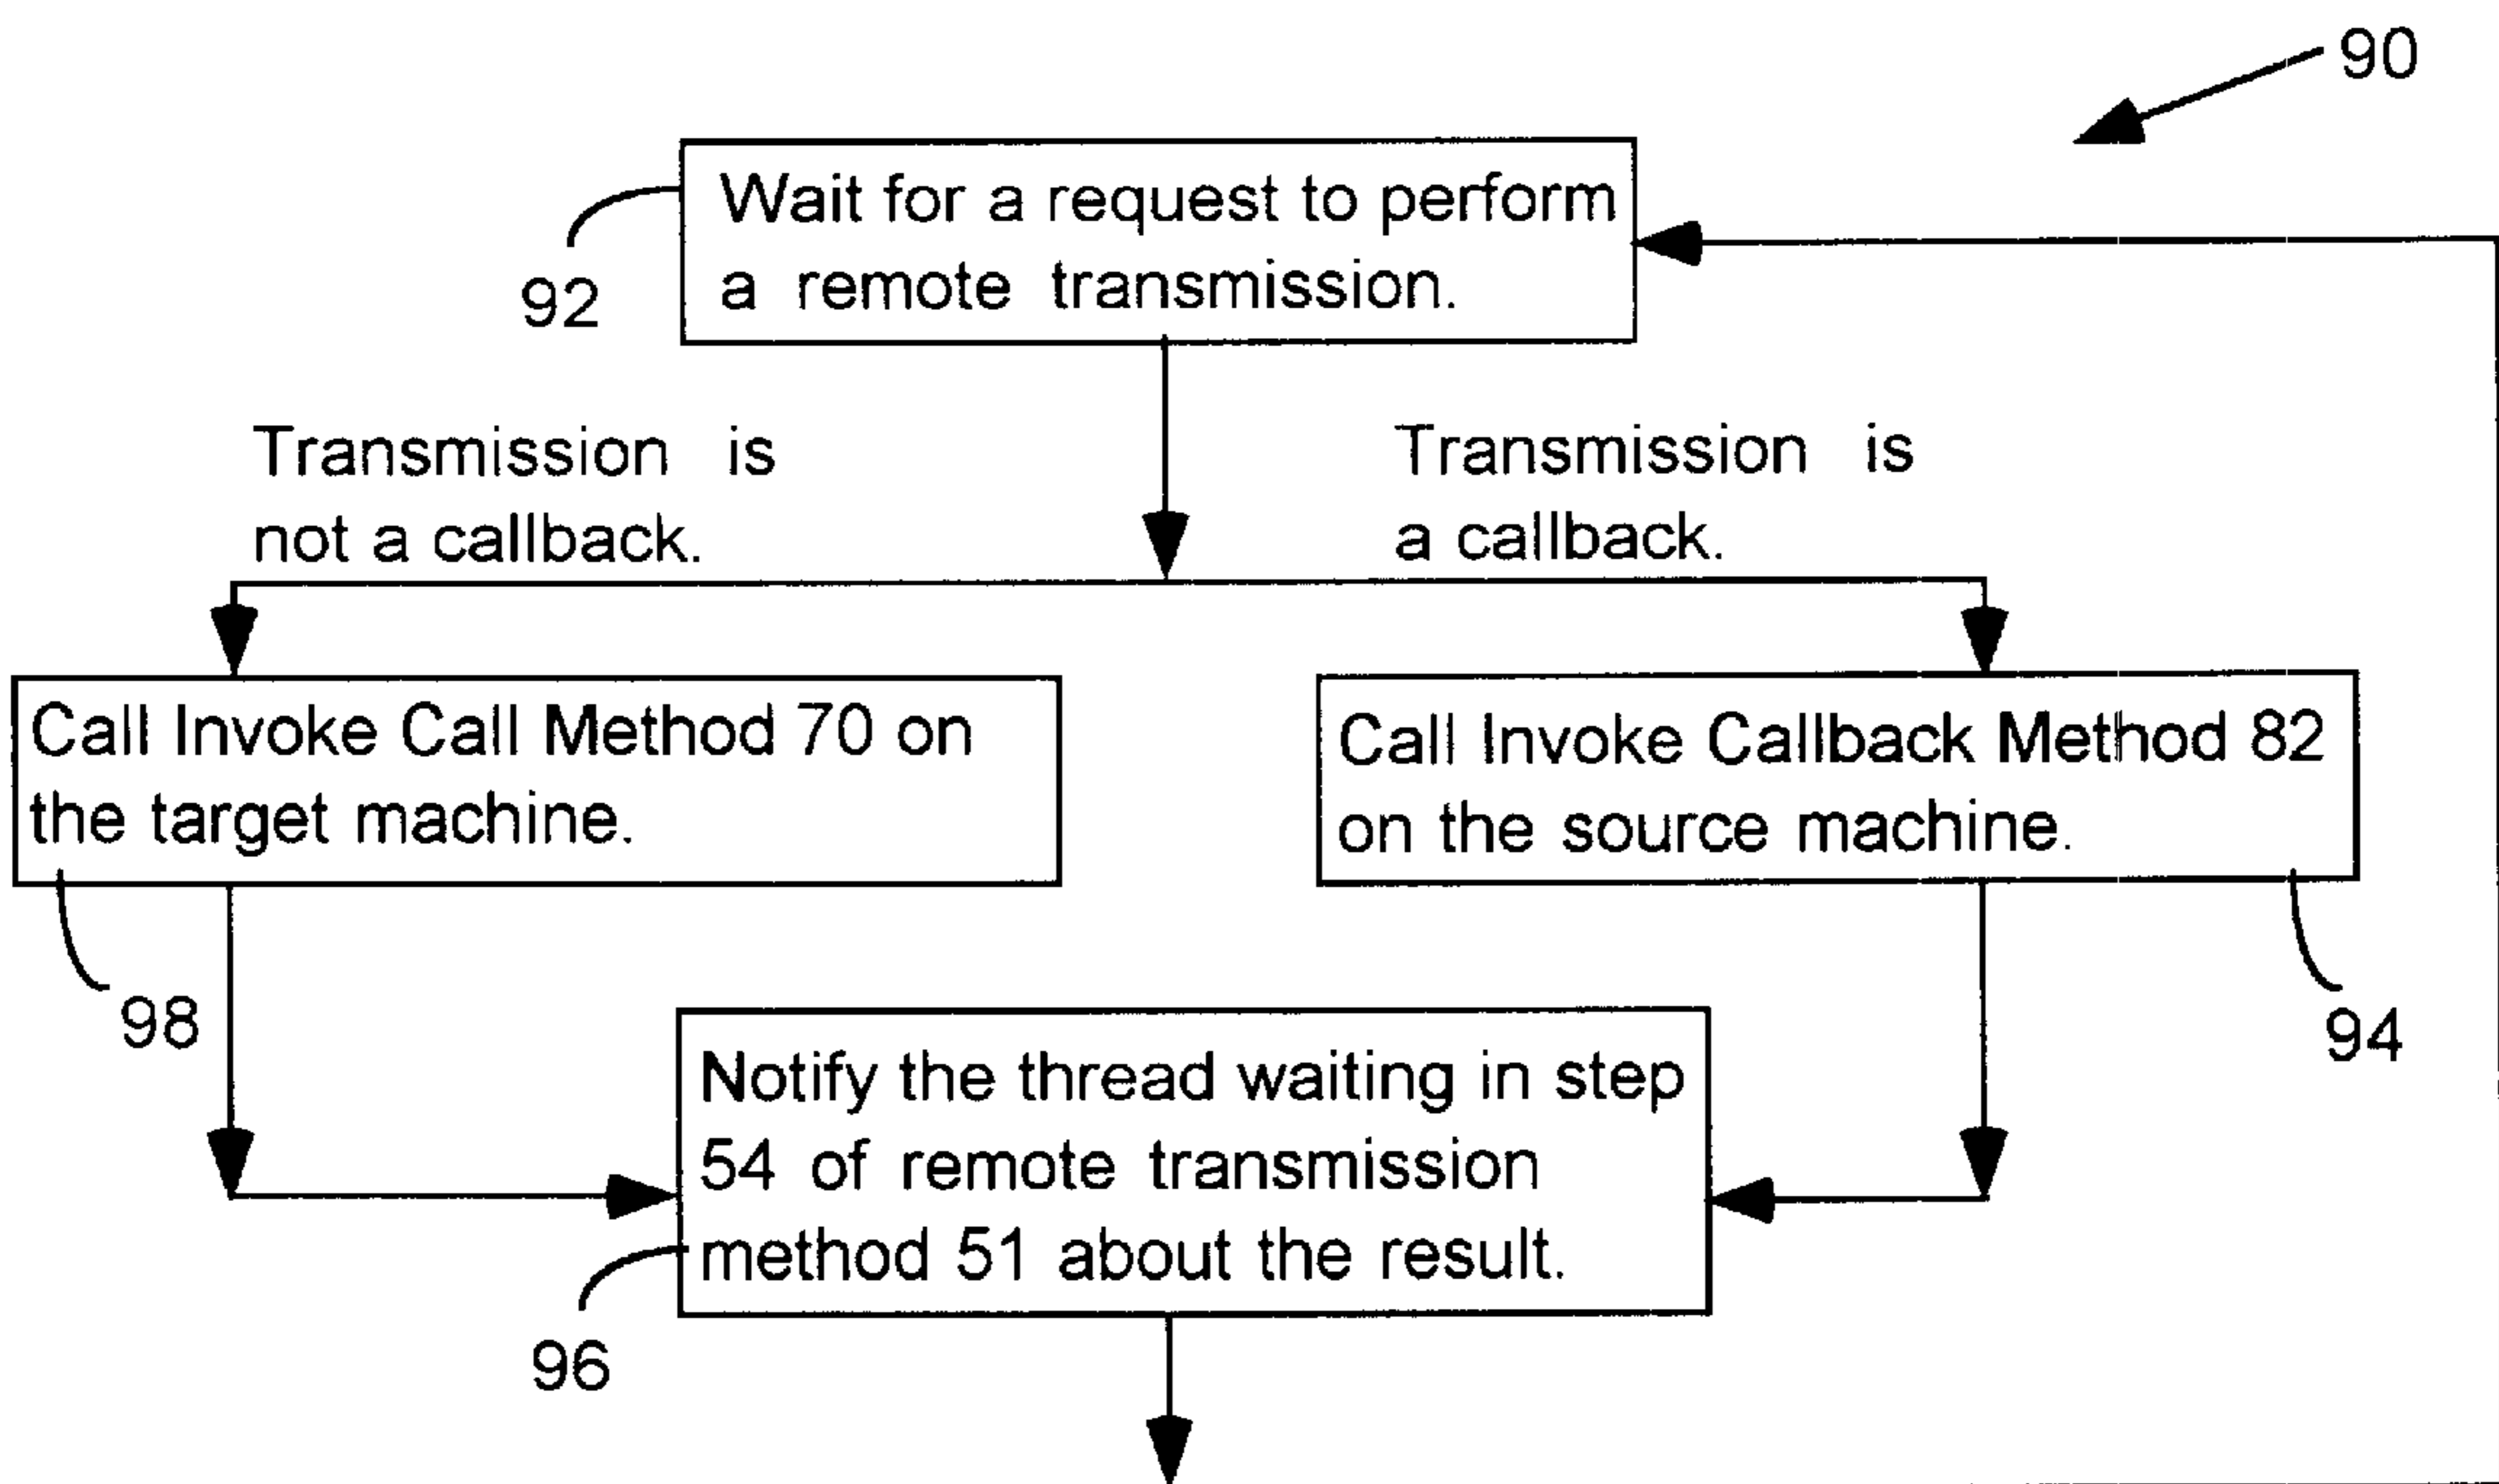 90
Wait for a request to perform
a remote transmission.
92
Transmission is
not a callback.
Transmission is
a callback.
Call Invoke Call Method 70 on
the target machine.
98
Call Invoke Callback Method 82
on the source machine.
94
Notify the thread waiting in step
54 of remote transmission
method 51 about the result.
96